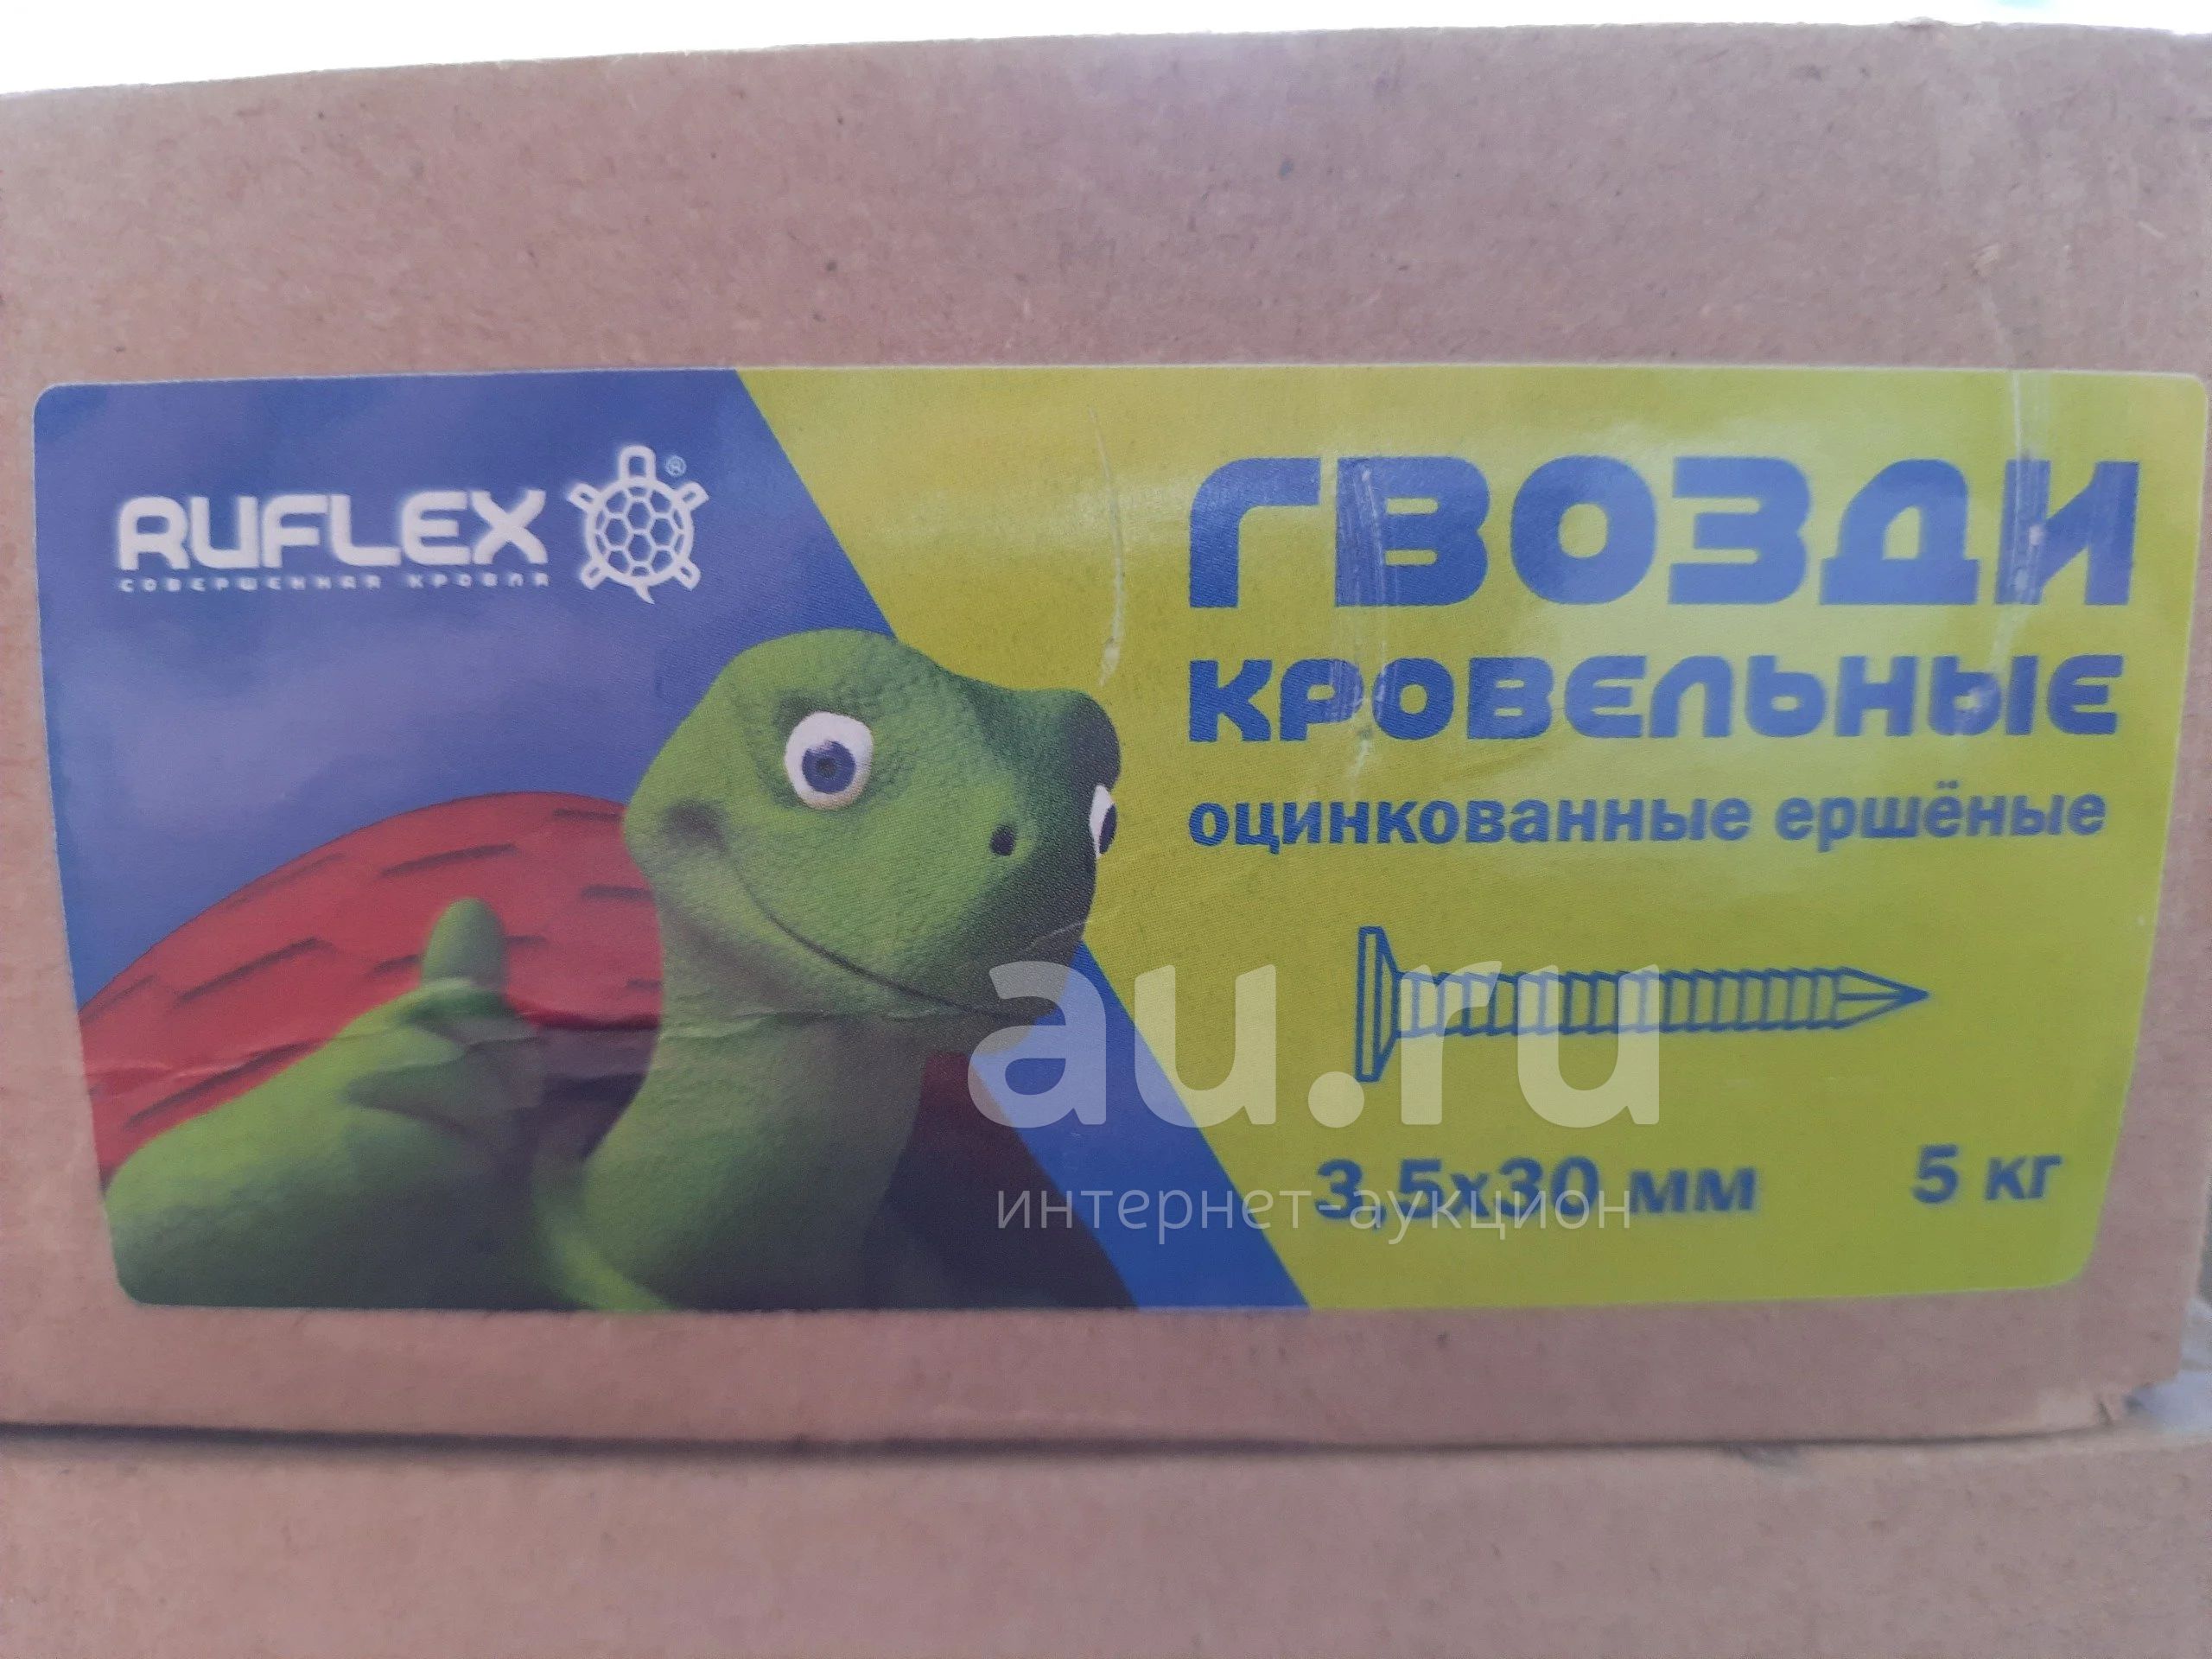 RUFLEX ®
СОВЕРШЕННАЯ КРОВЛЯ
ГВОЗДИ
КРОВЕЛЬНЫЕ
оцинкованные ершёные
au.ru
3,5х30 мм 5 кг
интернет-аукцион